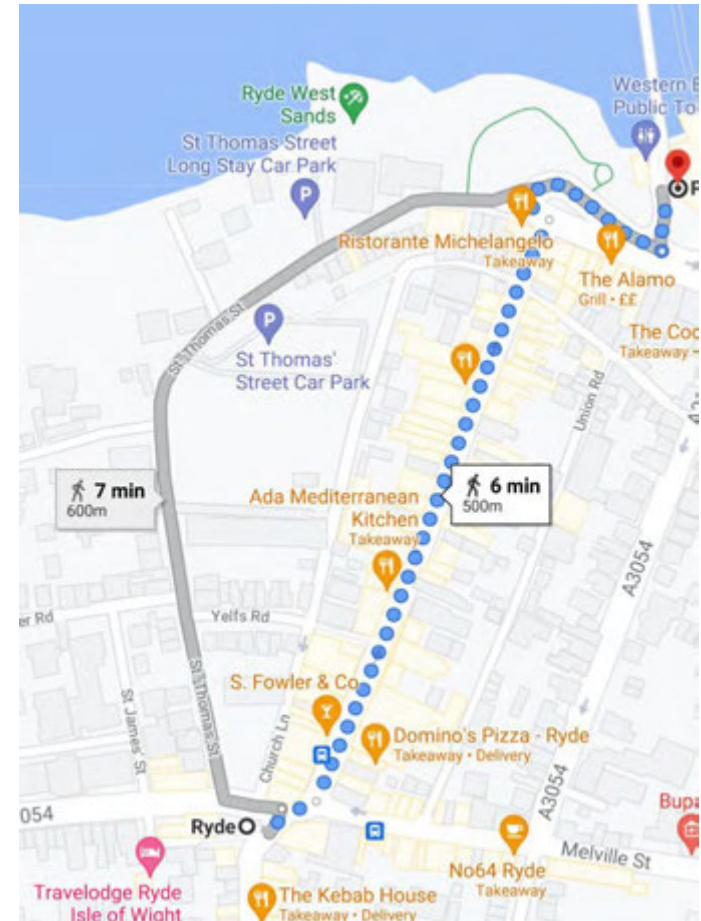 Ryde West
Sands
Western
Public To
St Thomas Street
Long Stay Car Park
Ristorante Michelangelo
Takeaway
The Alamo
Grill • ££
The Coo
Takeaway
St Thomas St
St Thomas'
Street Car Park
Union Rd
7 min
600m
6 min
500m
Ada Mediterranean
Kitchen
Takeaway
A3054
er Rd
Yelfs Rd
St Thomas St
S. Fowler & Co
Domino's Pizza - Ryde
Takeaway • Delivery
St James' St
Church Ln
054
Ryde
A3054
Bupa
Melville St
No64 Ryde
Takeaway
Travelodge Ryde
Isle of Wight
The Kebab House
Takeaway • Delivery